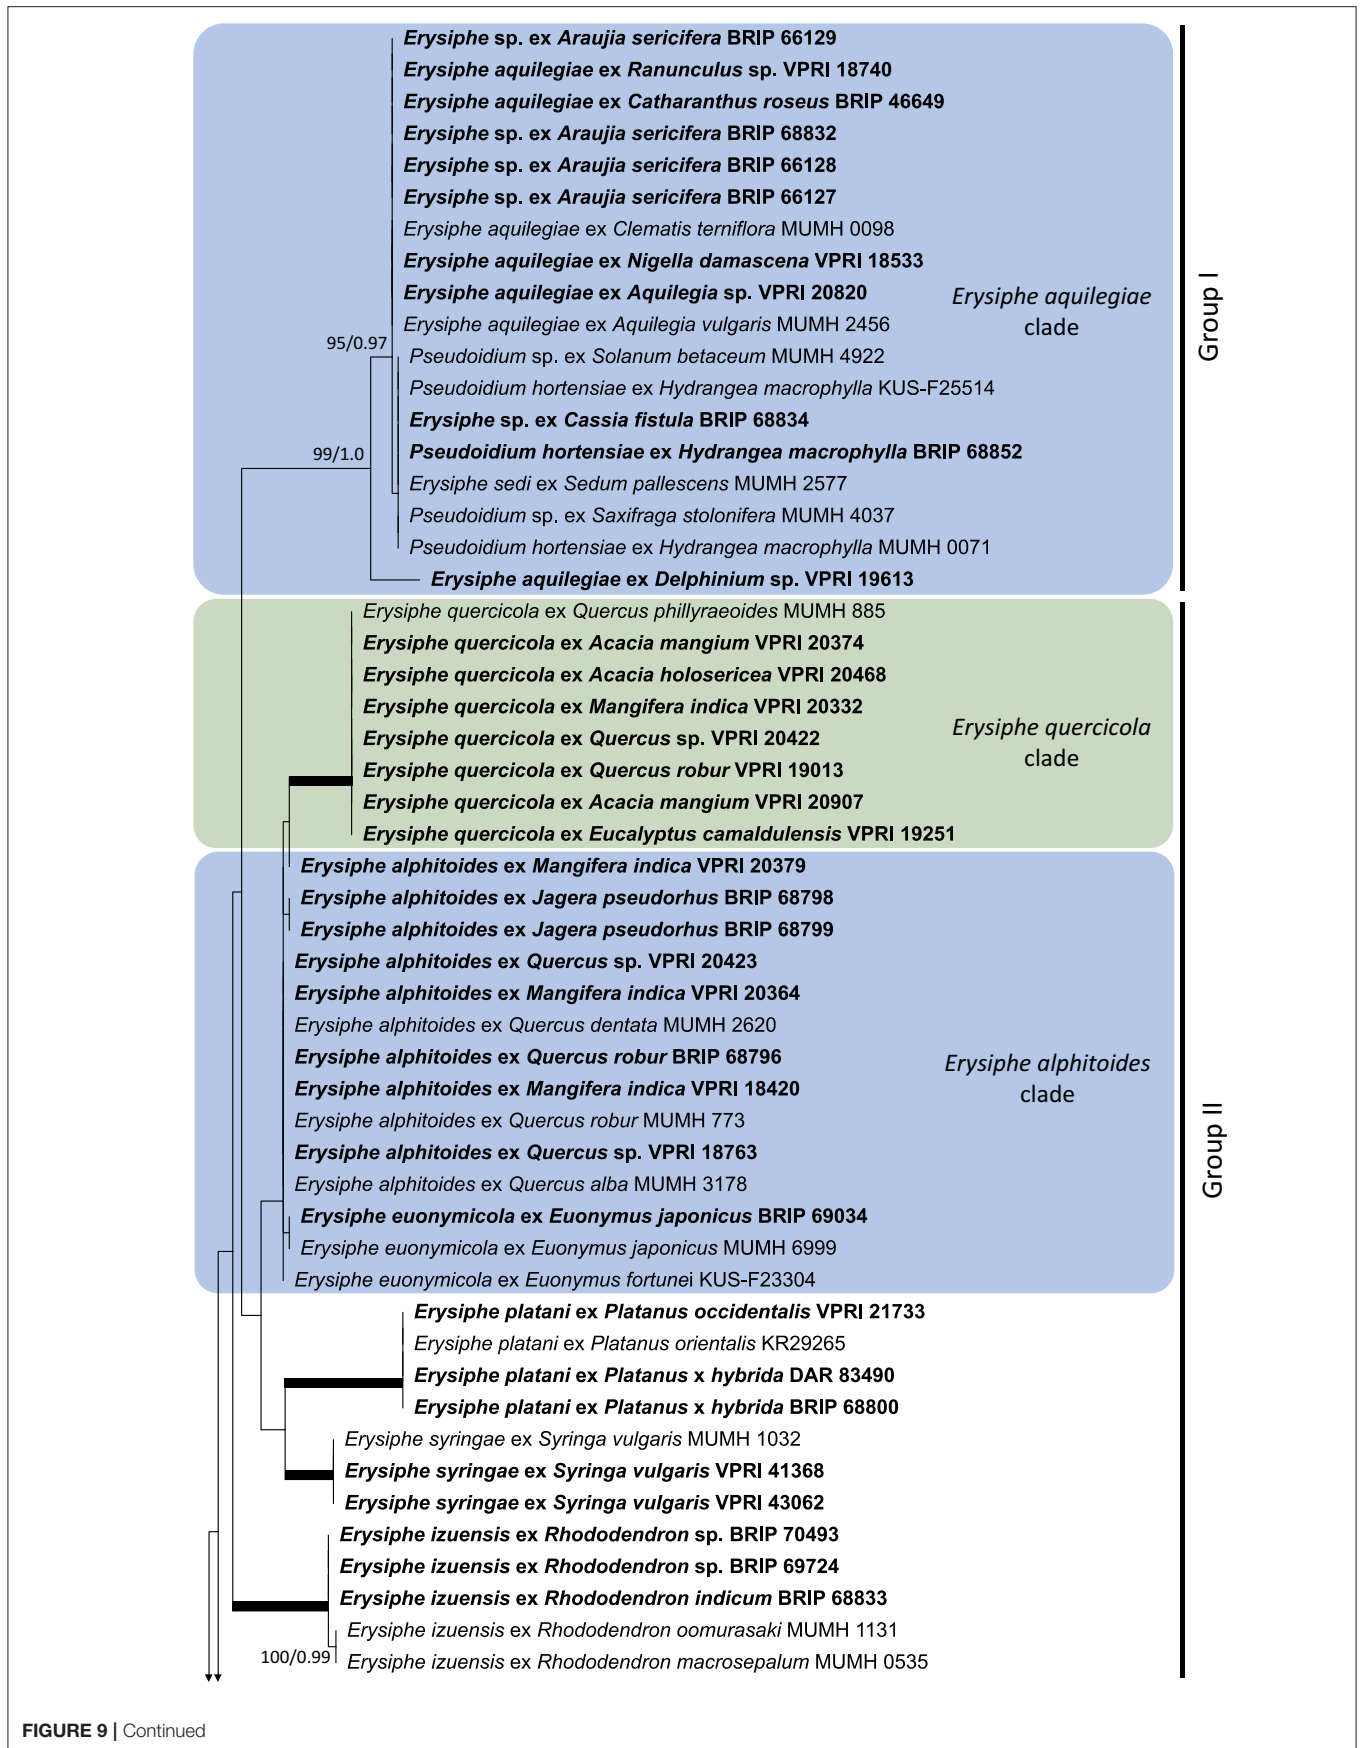 Erysiphe sp. ex Araujia sericifera BRIP 66129
Erysiphe aquilegiae ex Ranunculus sp. VPRI 18740
Erysiphe aquilegiae ex Catharanthus roseus BRIP 46649
Erysiphe sp. ex Araujia sericifera BRIP 68832
Erysiphe sp. ex Araujia sericifera BRIP 66128
Erysiphe sp. ex Araujia sericifera BRIP 66127
Erysiphe aquilegiae ex Clematis terniflora MUMH 0098
Erysiphe aquilegiae ex Nigella damascena VPRI 18533
Erysiphe aquilegiae ex Aquilegia sp. VPRI 20820
Erysiphe aquilegiae
clade
Group I
Erysiphe aquilegiae ex Aquilegia vulgaris MUMH 2456
95/0.97
Pseudoidium sp. ex Solanum betaceum MUMH 4922
Pseudoidium hortensiae ex Hydrangea macrophylla KUS-F25514
Erysiphe sp. ex Cassia fistula BRIP 68834
99/1.0
Pseudoidium hortensiae ex Hydrangea macrophylla BRIP 68852
Erysiphe sedi ex Sedum pallescens MUMH 2577
Pseudoidium sp. ex Saxifraga stolonifera MUMH 4037
Pseudoidium hortensiae ex Hydrangea macrophylla MUMH 0071
Erysiphe aquilegiae ex Delphinium sp. VPRI 19613
Erysiphe quercicola ex Quercus phillyraeoides MUMH 885
Erysiphe quercicola ex Acacia mangium VPRI 20374
Erysiphe quercicola ex Acacia holosericea VPRI 20468
Erysiphe quercicola ex Mangifera indica VPRI 20332
Erysiphe quercicola ex Quercus sp. VPRI 20422
Erysiphe quercicola
clade
Erysiphe quercicola ex Quercus robur VPRI 19013
Erysiphe quercicola ex Acacia mangium VPRI 20907
Erysiphe quercicola ex Eucalyptus camaldulensis VPRI 19251
Erysiphe alphitoides ex Mangifera indica VPRI 20379
Erysiphe alphitoides ex Jagera pseudorhus BRIP 68798
Erysiphe alphitoides ex Jagera pseudorhus BRIP 68799
Erysiphe alphitoides ex Quercus sp. VPRI 20423
Erysiphe alphitoides ex Mangifera indica VPRI 20364
Erysiphe alphitoides ex Quercus dentata MUMH 2620
Erysiphe alphitoides ex Quercus robur BRIP 68796
Erysiphe alphitoides
clade
Erysiphe alphitoides ex Mangifera indica VPRI 18420
Erysiphe alphitoides ex Quercus robur MUMH 773
Group II
Erysiphe alphitoides ex Quercus sp. VPRI 18763
Erysiphe alphitoides ex Quercus alba MUMH 3178
Erysiphe euonymicola ex Euonymus japonicus BRIP 69034
Erysiphe euonymicola ex Euonymus japonicus MUMH 6999
Erysiphe euonymicola ex Euonymus fortunei KUS-F23304
Erysiphe platani ex Platanus occidentalis VPRI 21733
Erysiphe platani ex Platanus orientalis KR29265
Erysiphe platani ex Platanus x hybrida DAR 83490
Erysiphe platani ex Platanus x hybrida BRIP 68800
Erysiphe syringae ex Syringa vulgaris MUMH 1032
Erysiphe syringae ex Syringa vulgaris VPRI 41368
Erysiphe syringae ex Syringa vulgaris VPRI 43062
Erysiphe izuensis ex Rhododendron sp. BRIP 70493
Erysiphe izuensis ex Rhododendron sp. BRIP 69724
Erysiphe izuensis ex Rhododendron indicum BRIP 68833
Erysiphe izuensis ex Rhododendron oomurasaki MUMH 1131
100/0.99
Erysiphe izuensis ex Rhododendron macrosepalum MUMH 0535
FIGURE 9 | Continued